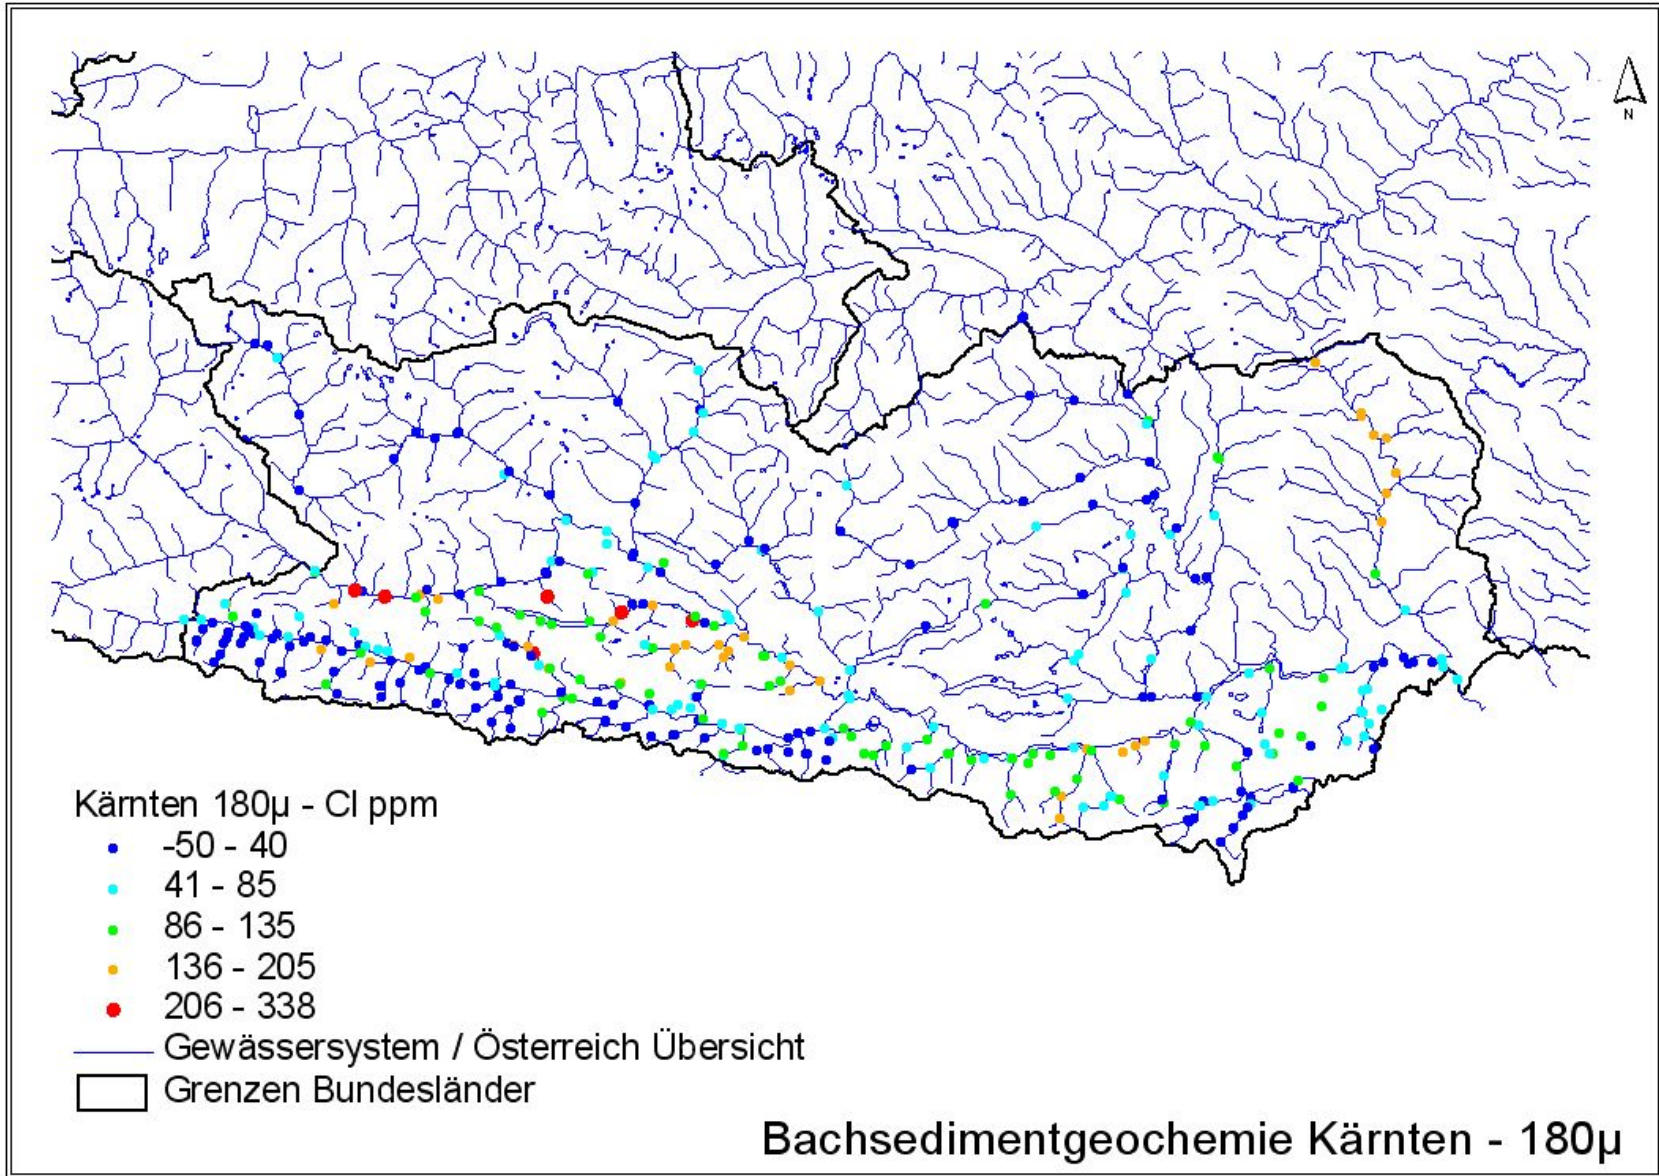 N
Kärnten 180µ - Cl ppm
-50 - 40
41 - 85
86 - 135
136 - 205
206 - 338
Gewässersystem / Österreich Übersicht
Grenzen Bundesländer
Bachsedimentgeochemie Kärnten - 180µ